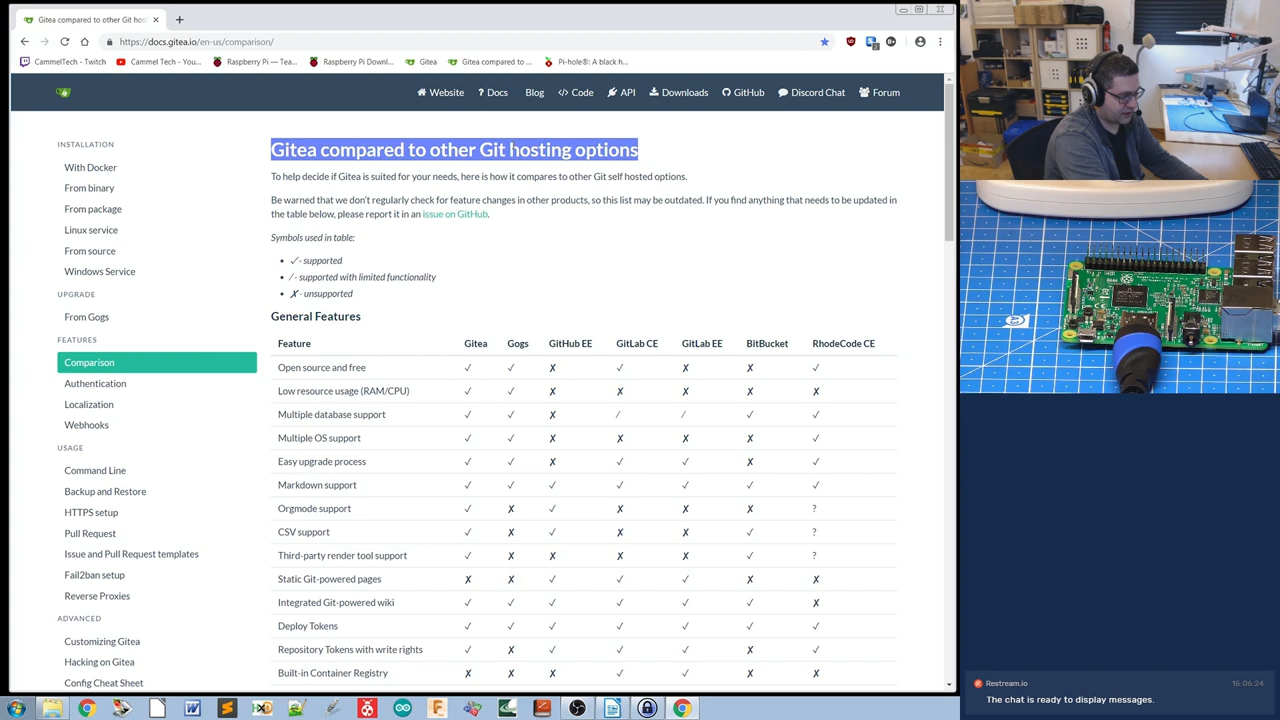 Gitea compared to other Git hos
https://docs.gitea.io/en-us/comparison/
CammelTech - Twitch
Cammel Tech - You...
Raspberry Pi — Tea...
Raspberry Pi Downl...
Gitea
Gitea compared to ...
Pi-hole®: A black h...
Website
? Docs
Blog
</> Code
API
Downloads
GitHub
Discord Chat
Forum
INSTALLATION
With Docker
From binary
From package
Linux service
From source
Windows Service
UPGRADE
From Gogs
FEATURES
Comparison
Authentication
Localization
Webhooks
USAGE
Command Line
Backup and Restore
HTTPS setup
Pull Request
Issue and Pull Request templates
Fail2ban setup
Reverse Proxies
ADVANCED
Customizing Gitea
Hacking on Gitea
Config Cheat Sheet
Gitea compared to other Git hosting options
To help decide if Gitea is suited for your needs, here is how it compares to other Git self hosted options.
Be warned that we don't regularly check for feature changes in other products, so this list may be outdated. If you find anything that needs to be updated in
the table below, please report it in an issue on GitHub.
Symbols used in table:
• ✓ - supported
• ⁄ - supported with limited functionality
• ✗ - unsupported
General Features
Feature Gitea Gogs GitHub EE GitLab CE GitLab EE BitBucket RhodeCode CE
Open source and free ✓ ✓ ✗ ✓ ✗ ✗ ✓
Low resource usage (RAM/CPU) ✓ ✓ ✗ ✗ ✗ ✗ ✗
Multiple database support ✓ ✓ ✗ ⁄ ⁄ ✓ ✓
Multiple OS support ✓ ✓ ✗ ✗ ✗ ✗ ✓
Easy upgrade process ✓ ✓ ✗ ✓ ✓ ✗ ✓
Markdown support ✓ ✓ ✓ ✓ ✓ ✓ ✓
Orgmode support ✓ ✗ ✓ ✗ ✗ ✗ ?
CSV support ✓ ✗ ✓ ✗ ✗ ✓ ?
Third-party render tool support ✓ ✗ ✗ ✗ ✗ ✓ ?
Static Git-powered pages ✗ ✗ ✓ ✓ ✓ ✗ ✗
Integrated Git-powered wiki ✓ ✓ ✓ ✓ ✓ ✓ ✗
Deploy Tokens ✓ ✓ ✓ ✓ ✓ ✓ ✓
Repository Tokens with write rights ✓ ✗ ✓ ✓ ✓ ✗ ✓
Built-in Container Registry ✗ ✗ ✗ ✓ ✓ ✗ ✗
Restream.io 15:06:24
The chat is ready to display messages.